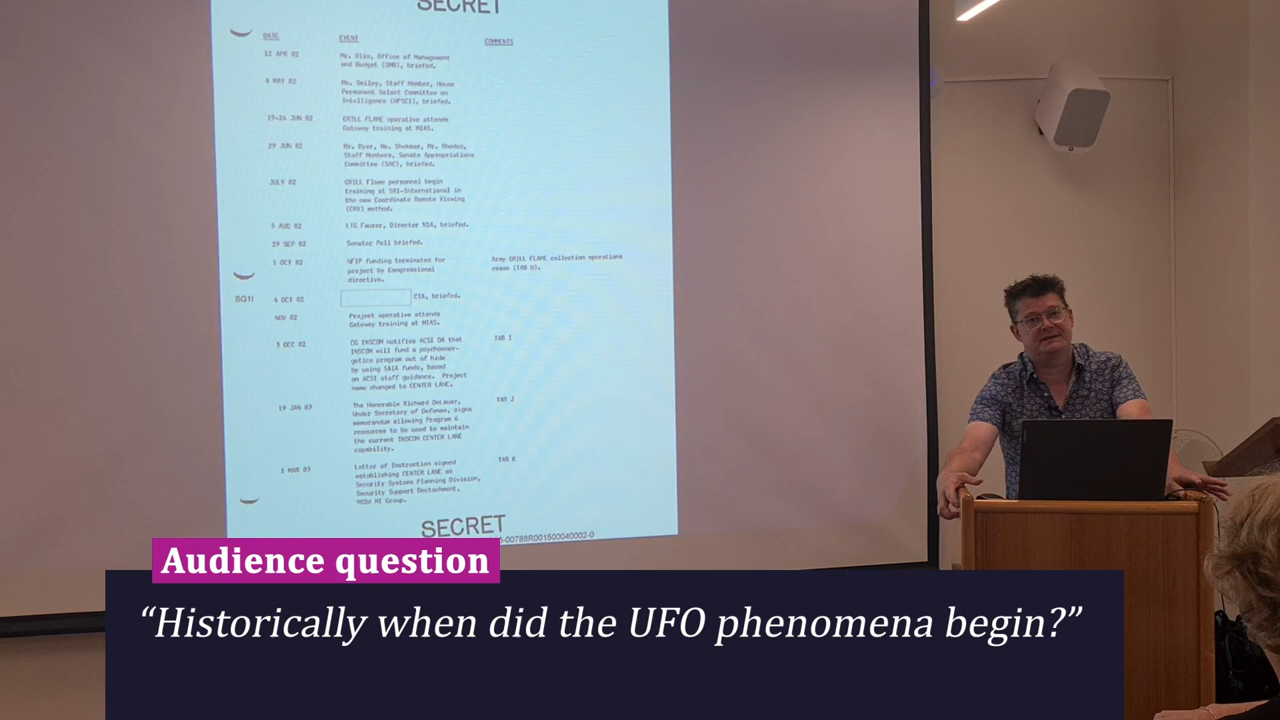 SECRET
DATE EVENT COMMENTS
12 APR 82 Mr. Office of Management
and Budget (OMB), briefed.
6 MAY 82 Ms. Smiley, Staff Member, House
Permanent Select Committee on
Intelligence (HPSCI), briefed.
19-26 JUN 82 GRILL FLAME operative attends
Gateway training at MIAS.
29 JUN 82 Mr. Dyer, Ms. Mr. Rhodes,
Staff Members, Senate Appropriations
Committee (SAC), briefed.
JULY 82 GRILL flame personnel begin
training at SRI-International in
the new Coordinate Remote Viewing
(CRV) method.
5 AUG 82 LTG Faurer, Director NSA, briefed.
29 SEP 82 Senator Pell briefed.
1 OCT 82 NFIP funding terminated for Army GRILL FLAME collection operations
project by Congressional cease (TAB H).
directive.
SG1I 6 OCT 82 CIA, briefed.
NOV 82 Project operative attends
Gateway training at MIAS.
3 DEC 82 CG INSCOM notifies ACSI DA that TAB I
INSCOM will fund a psychoener-
getics program out of hide
by using funds, based
on ACSI staff guidance. Project
name changed to CENTER LANE.
19 JAN 83 The Honorable Richard DeLauer, TAB J
Under Secretary of Defense, signs
memorandum allowing Program 6
resources to be used to maintain
the current INSCOM CENTER LANE
capability.
1 MAR 83 Letter of Instruction signed TAB K
establishing CENTER LANE as
Security Systems Planning Division,
Security Support Detachment,
MI Group.
SECRET
-00788R001500040002-0
Audience question
“Historically when did the UFO phenomena begin?”